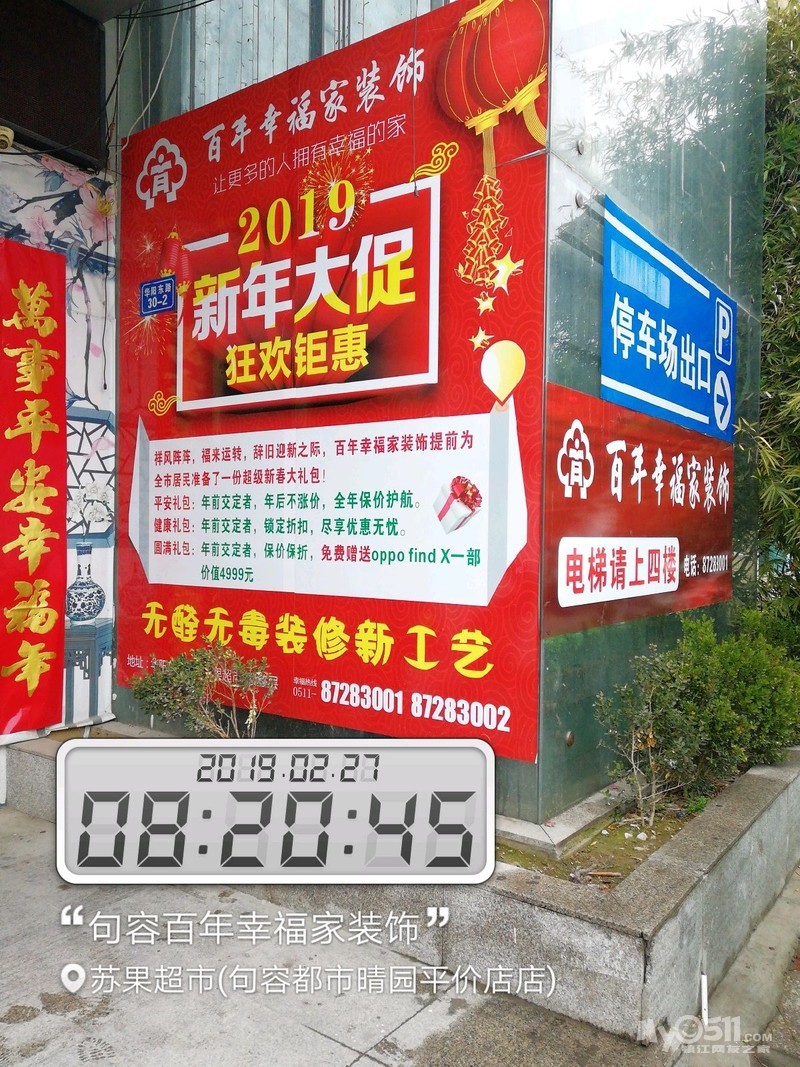 百年幸福家装饰
让更多的人拥有幸福的家
2019
新年大促
狂欢钜惠
华阳东路
30-2
萬事平安幸福年
祥风阵阵，福来运转，辞旧迎新之际，百年幸福家装饰提前为
全市居民准备了一份超级新春大礼包！
平安礼包：年前交定者，年后不涨价，全年保价护航。
健康礼包：年前交定者，锁定折扣，尽享优惠无忧。
圆满礼包：年前交定者，保价保折，免费赠送oppo find X一部
价值4999元
无醛无毒装修新工艺
地址：
幸福热线
0511-87283001 87283002
停车场出口
P
百年幸福家装饰
电梯请上四楼
电话：87283001
2019.02.27
08:20:45
“句容百年幸福家装饰”
苏果超市(句容都市晴园平价店店)
My0511.COM
镇江网友之家